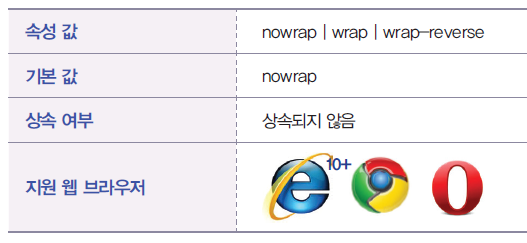 속성 값 nowrap | wrap | wrap-reverse
기본 값 nowrap
상속 여부 상속되지 않음
지원 웹 브라우저 10+